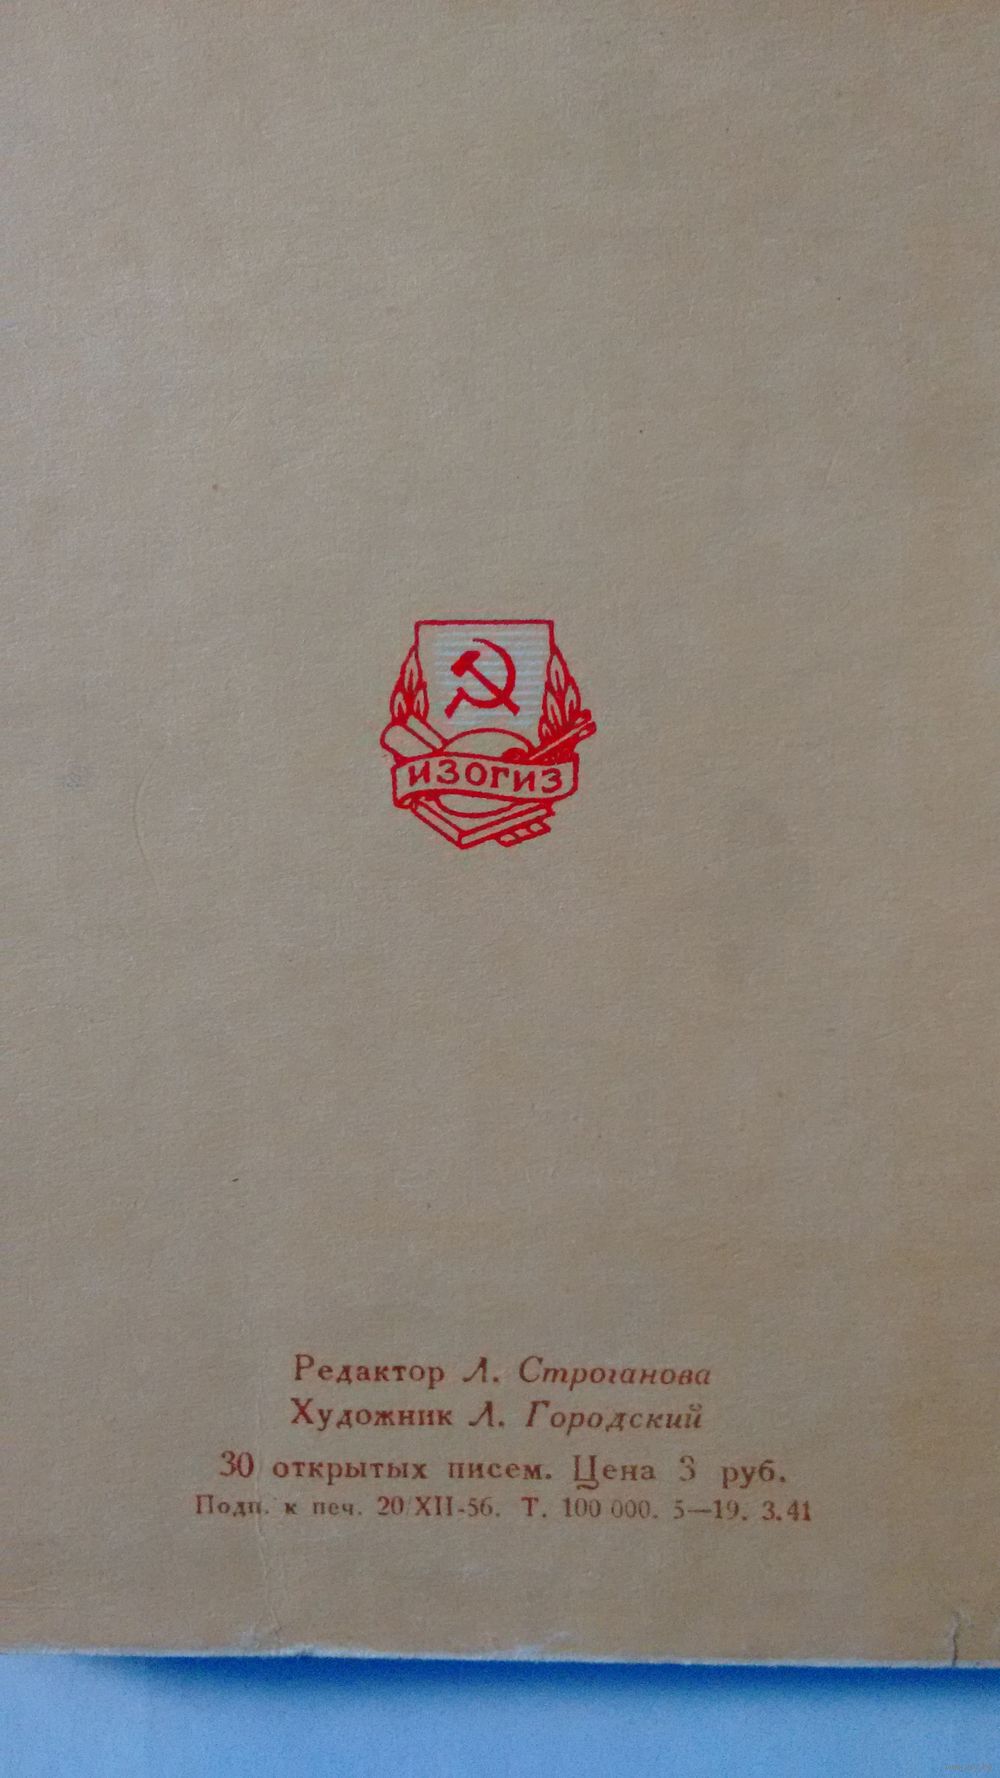 ИЗОГИЗ
Редактор Л. Строганова
Художник Л. Городский
30 открытых писем. Цена 3 руб.
Подп. к печ. 20/XII-56. Т. 100 000. 5—19. З.41